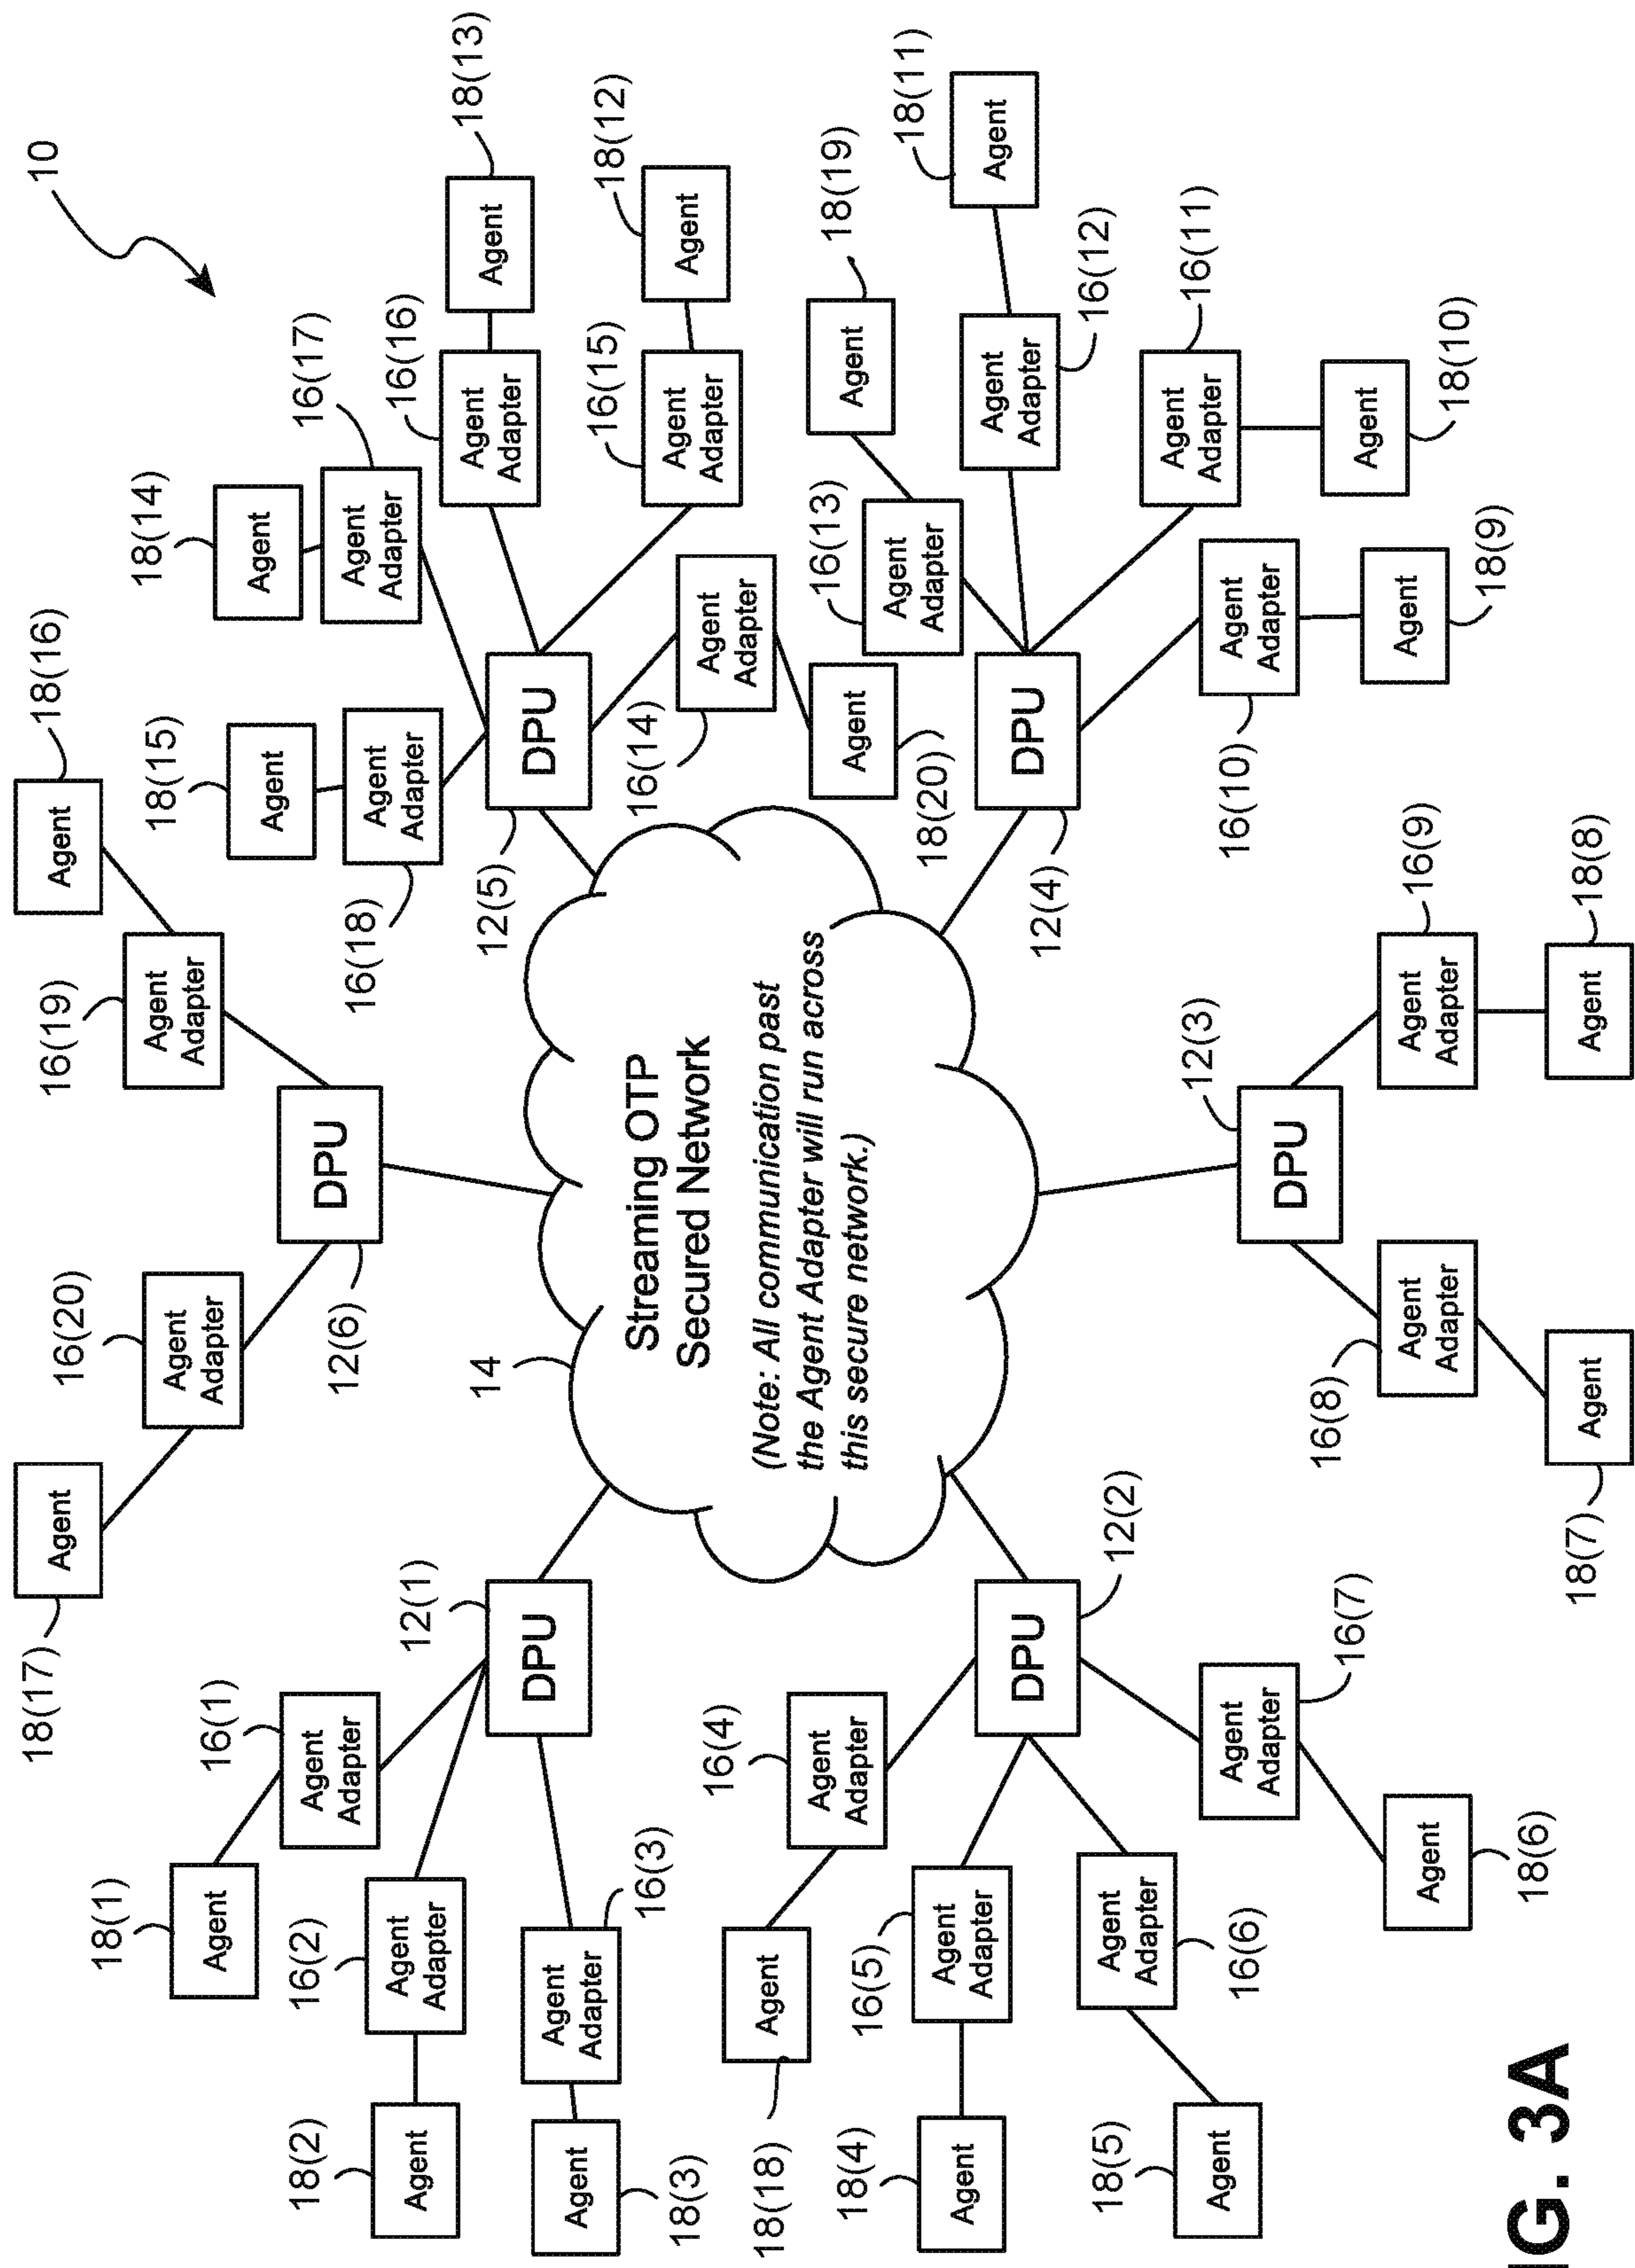 10
18(17)
Agent
18(16)
Agent
16(20)
Agent
Adapter
16(19)
Agent
Adapter
12(6)
DPU
18(1)
Agent
16(1)
Agent
Adapter
18(2)
Agent
16(2)
Agent
Adapter
18(3)
Agent
16(3)
Agent
Adapter
12(1)
DPU
14
Streaming OTP
Secured Network
(Note: All communication past
the Agent Adapter will run across
this secure network.)
18(15)
Agent
16(18)
Agent
Adapter
18(14)
Agent
16(17)
Agent
Adapter
18(13)
Agent
16(16)
Agent
Adapter
18(12)
Agent
16(15)
Agent
Adapter
12(5)
DPU
16(14)
Agent
Adapter
18(20)
Agent
18(18)
Agent
16(4)
Agent
Adapter
18(4)
Agent
16(5)
Agent
Adapter
18(5)
Agent
16(6)
Agent
Adapter
12(2)
DPU
16(7)
Agent
Adapter
18(6)
Agent
18(19)
Agent
16(13)
Agent
Adapter
18(11)
Agent
16(12)
Agent
Adapter
12(4)
DPU
16(11)
Agent
Adapter
18(10)
Agent
16(10)
Agent
Adapter
18(9)
Agent
12(3)
DPU
16(8)
Agent
Adapter
18(7)
Agent
16(9)
Agent
Adapter
18(8)
Agent
IG. 3A